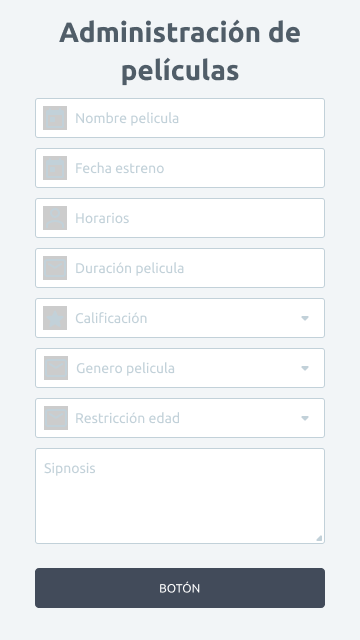 Administración de
películas
Nombre pelicula
Fecha estreno
Horarios
Duración pelicula
Calificación
Genero pelicula
Restricción edad
Sipnosis
BOTÓN